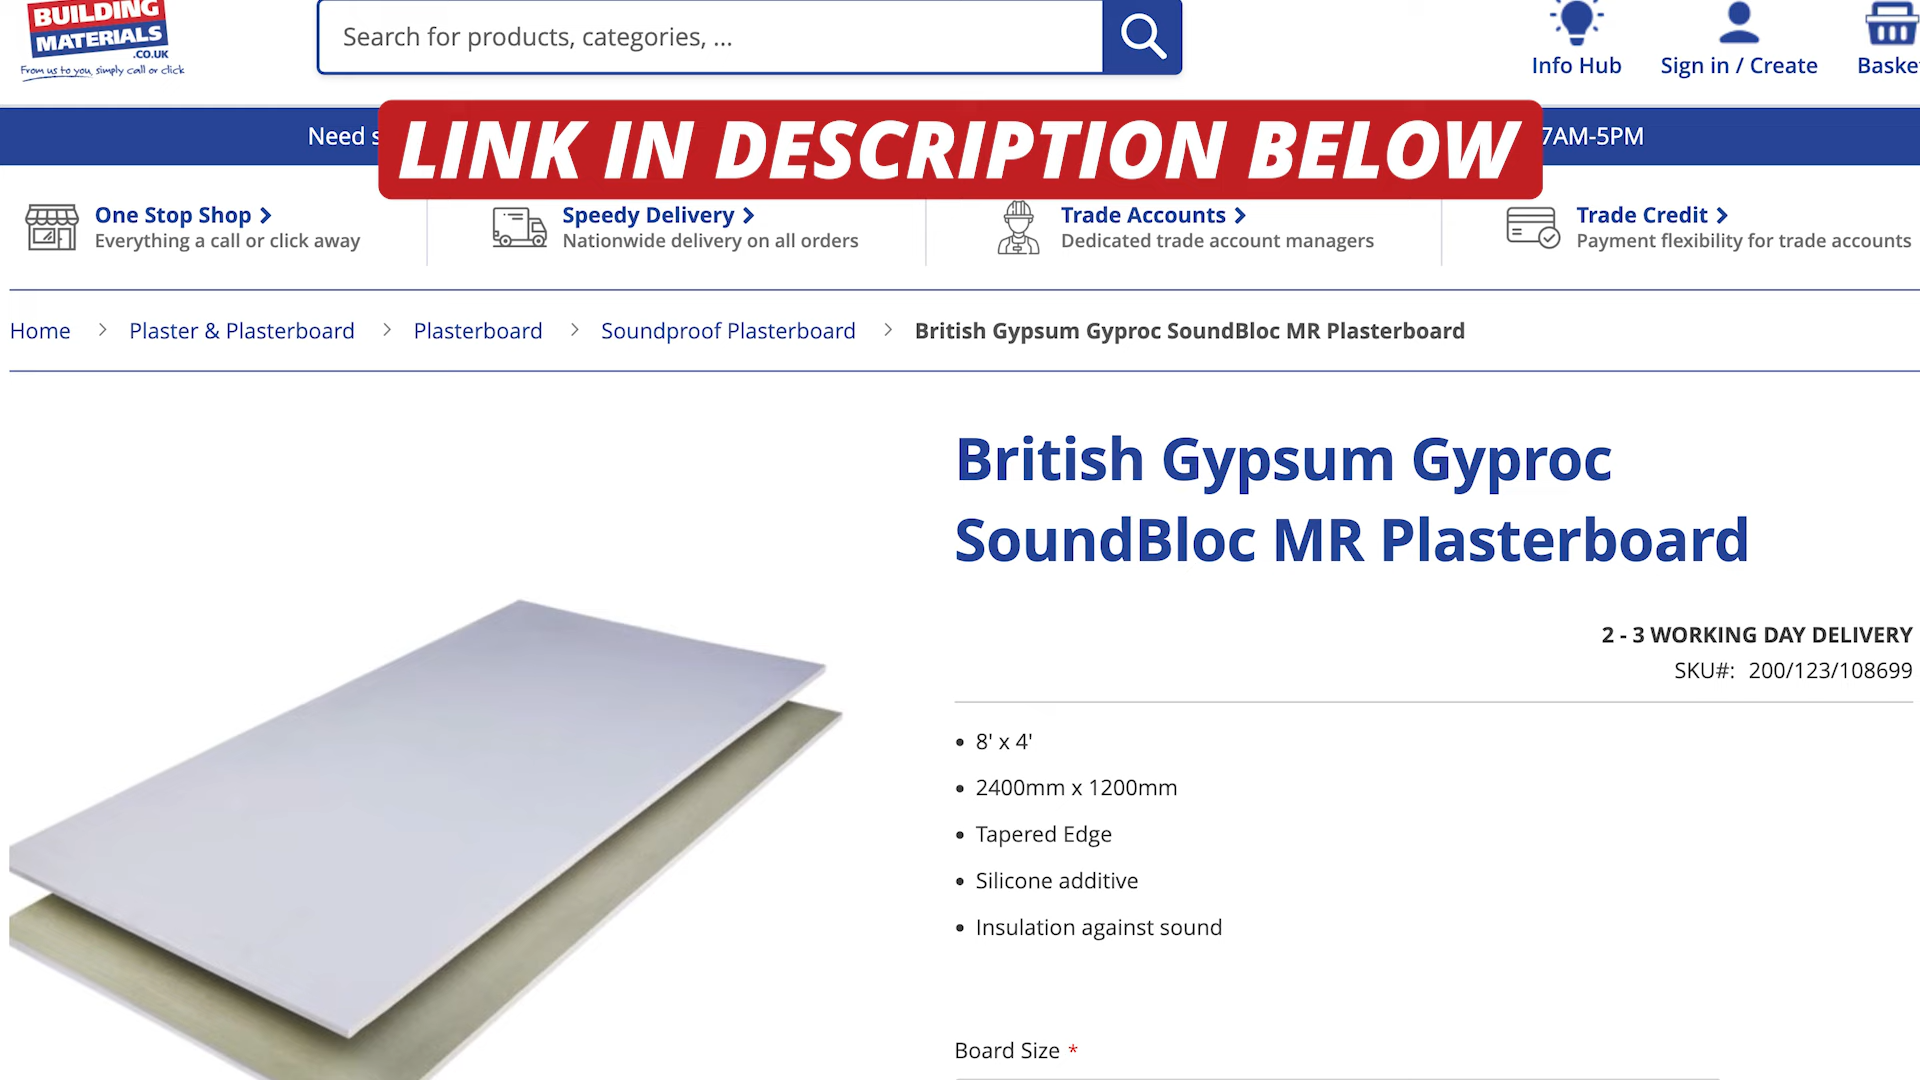 BUILDING
MATERIALS
.CO.UK
From us to you, simply call or click
Search for products, categories, ...
Info Hub
Sign in / Create
Baske
Need s
LINK IN DESCRIPTION BELOW
7AM-5PM
One Stop Shop
Everything a call or click away
Speedy Delivery
Nationwide delivery on all orders
Trade Accounts
Dedicated trade account managers
Trade Credit
Payment flexibility for trade accounts
Home > Plaster & Plasterboard > Plasterboard > Soundproof Plasterboard > British Gypsum Gyproc SoundBloc MR Plasterboard
British Gypsum Gyproc
SoundBloc MR Plasterboard
2 - 3 WORKING DAY DELIVERY
SKU#: 200/123/108699
• 8' x 4'
• 2400mm x 1200mm
• Tapered Edge
• Silicone additive
• Insulation against sound
Board Size *